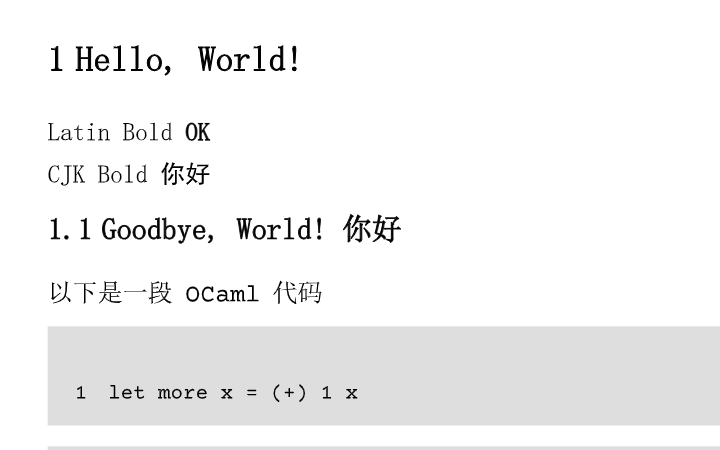 1 Hello, World!
Latin Bold OK
CJK Bold 你好
1.1 Goodbye, World! 你好
以下是一段 OCaml 代码
1 let more x = (+) 1 x